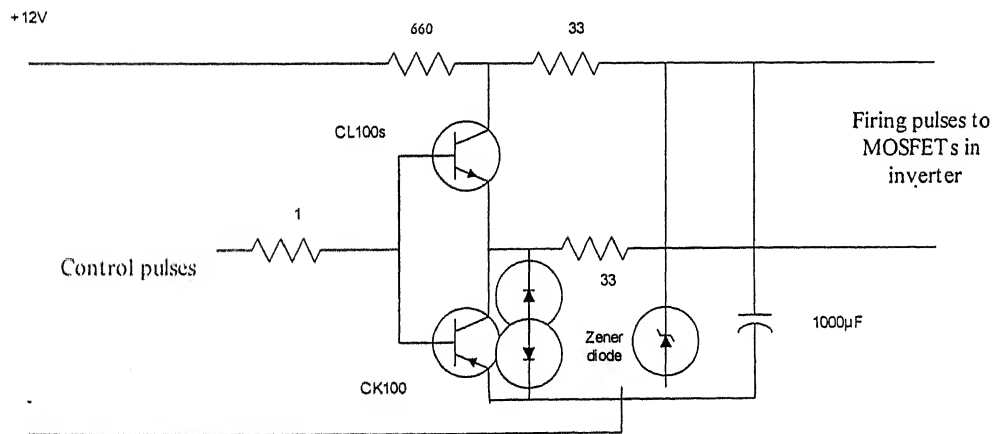 +12V
660
33
CL100s
Firing pulses to
MOSFETs in
inverter
1
Control pulses
33
Zener
diode
1000µF
CK100